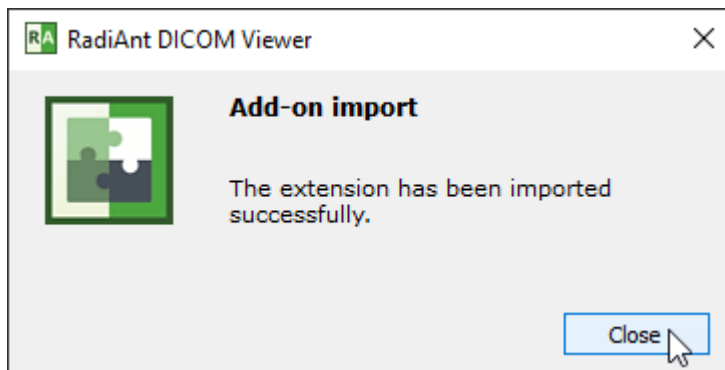 RA RadiAnt DICOM Viewer
Add-on import
The extension has been imported
successfully.
Close